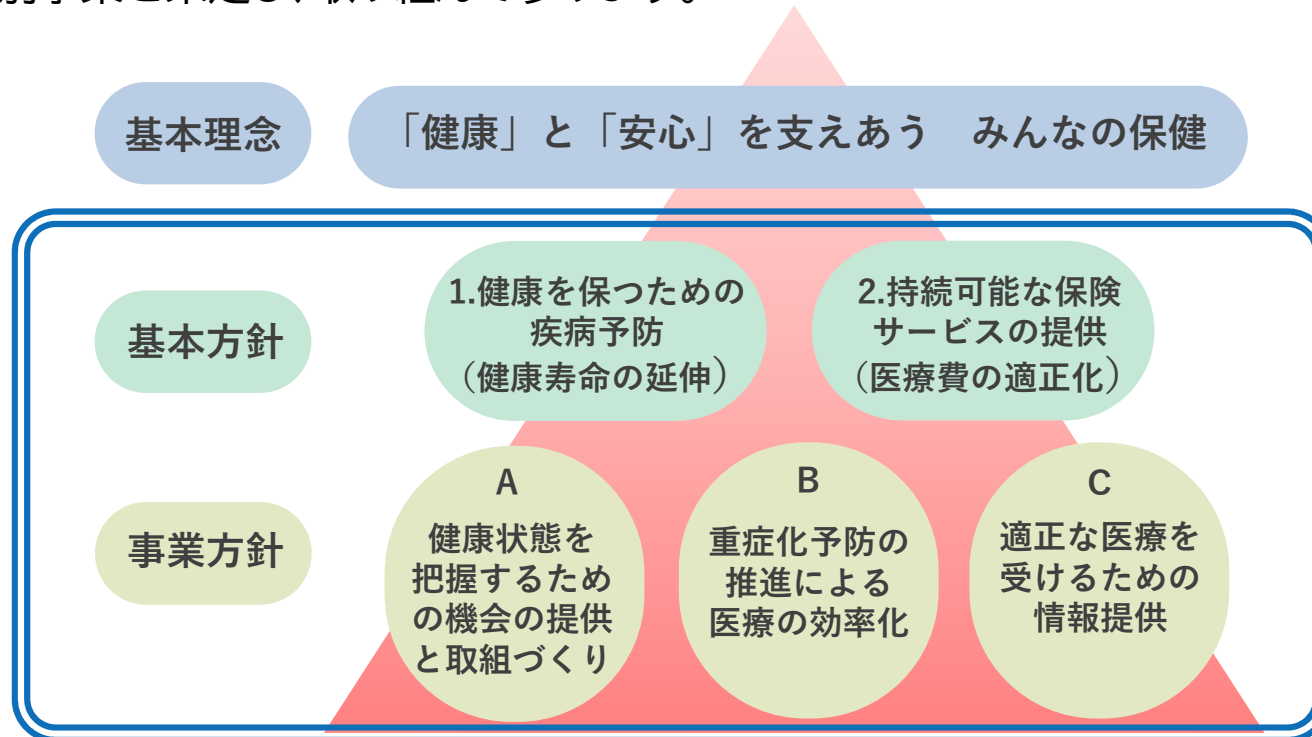 基本理念
「健康」と「安心」を支えあう　みんなの保健
基本方針
1.健康を保つための
疾病予防
（健康寿命の延伸）
2.持続可能な保険
サービスの提供
（医療費の適正化）
事業方針
A
健康状態を
把握するため
の機会の提供
と取組づくり
B
重症化予防の
推進による
医療の効率化
C
適正な医療を
受けるための
情報提供